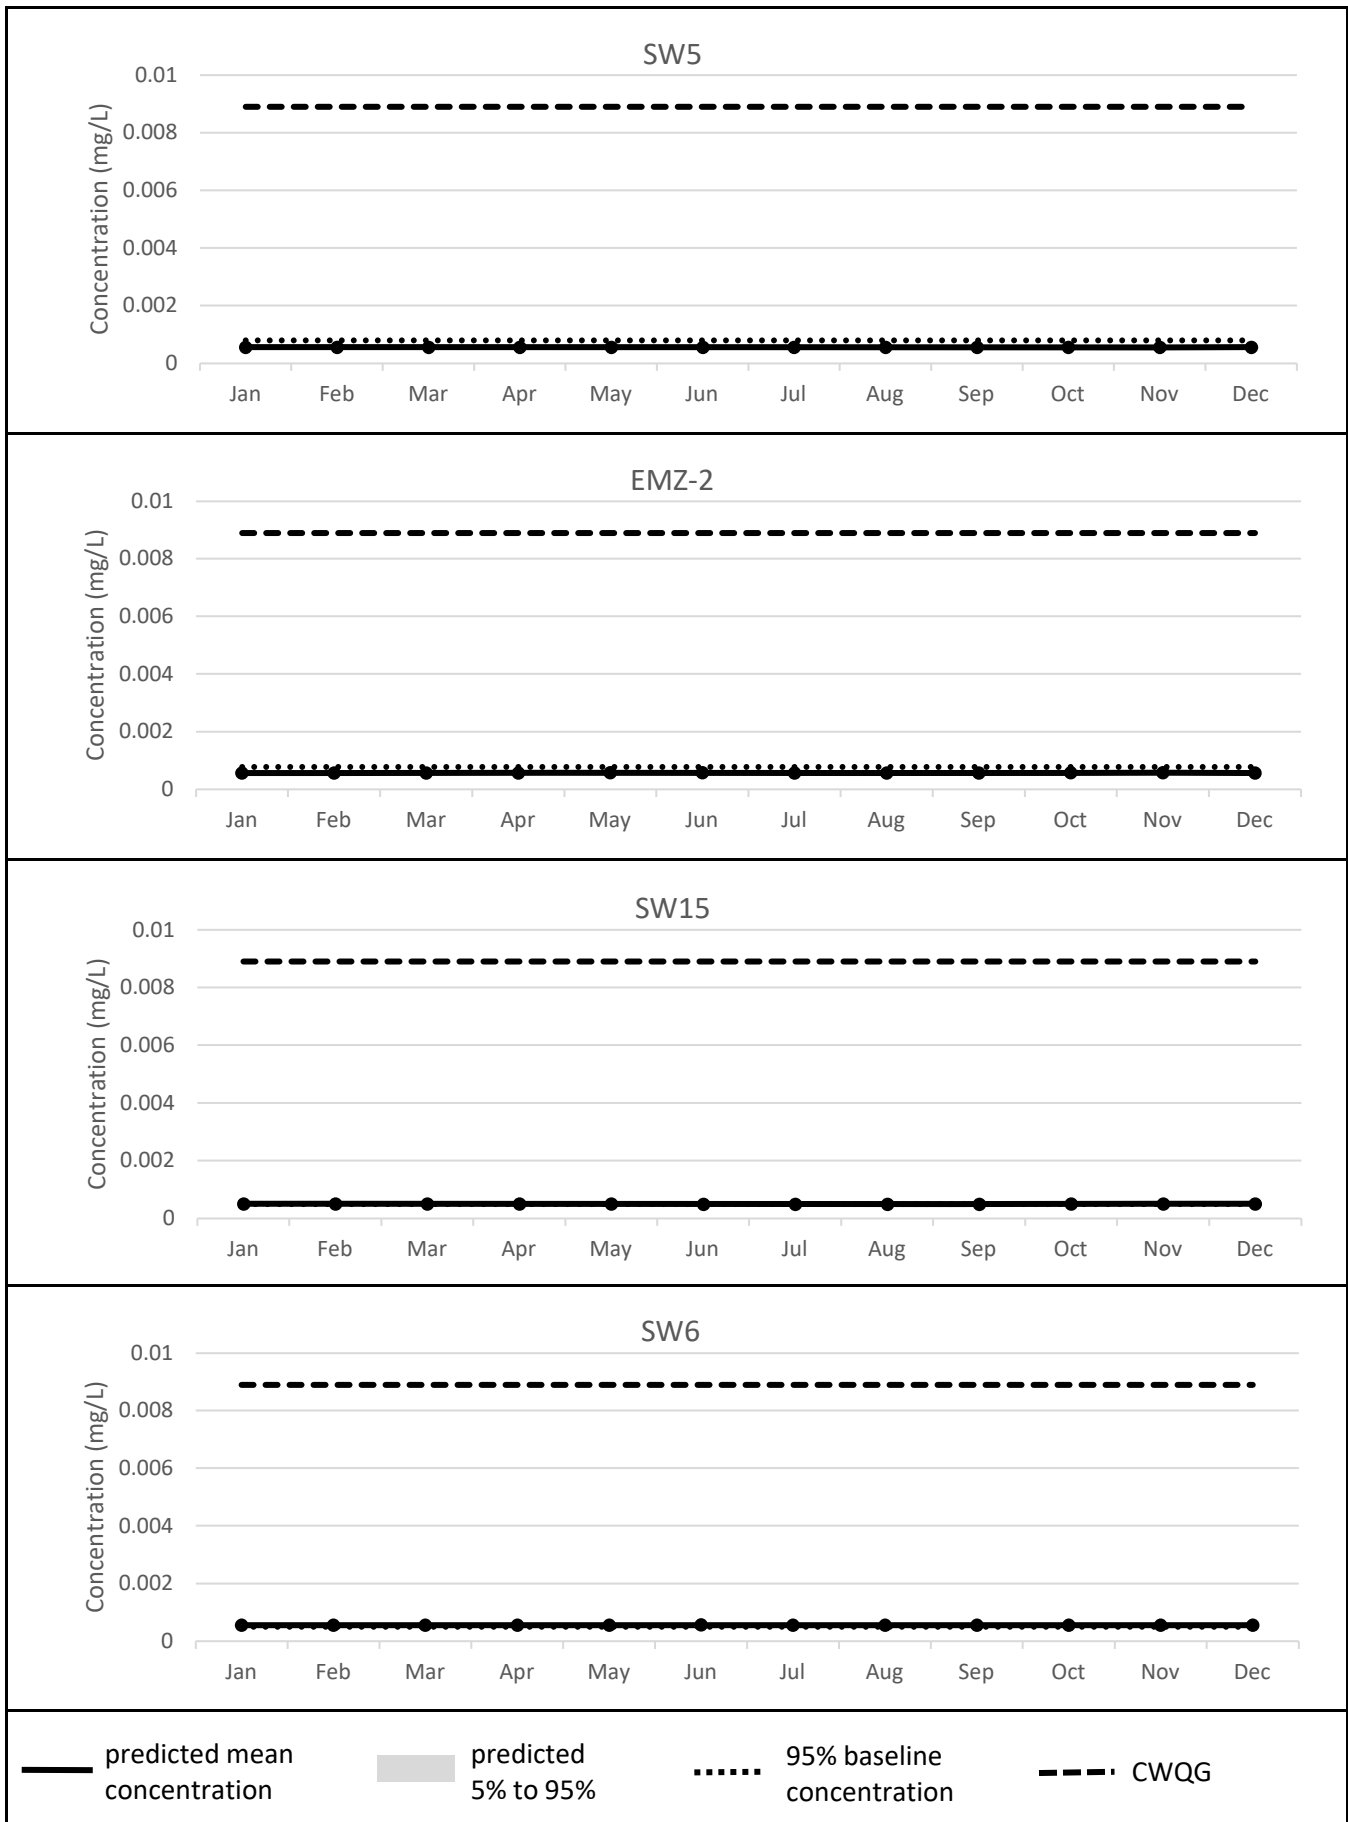 SW5
Concentration (mg/L)
0.01
0.008
0.006
0.004
0.002
0
Jan Feb Mar Apr May Jun Jul Aug Sep Oct Nov Dec
EMZ-2
Concentration (mg/L)
0.01
0.008
0.006
0.004
0.002
0
Jan Feb Mar Apr May Jun Jul Aug Sep Oct Nov Dec
SW15
Concentration (mg/L)
0.01
0.008
0.006
0.004
0.002
0
Jan Feb Mar Apr May Jun Jul Aug Sep Oct Nov Dec
SW6
Concentration (mg/L)
0.01
0.008
0.006
0.004
0.002
0
Jan Feb Mar Apr May Jun Jul Aug Sep Oct Nov Dec
predicted mean
concentration
predicted
5% to 95%
95% baseline
concentration
CWQG